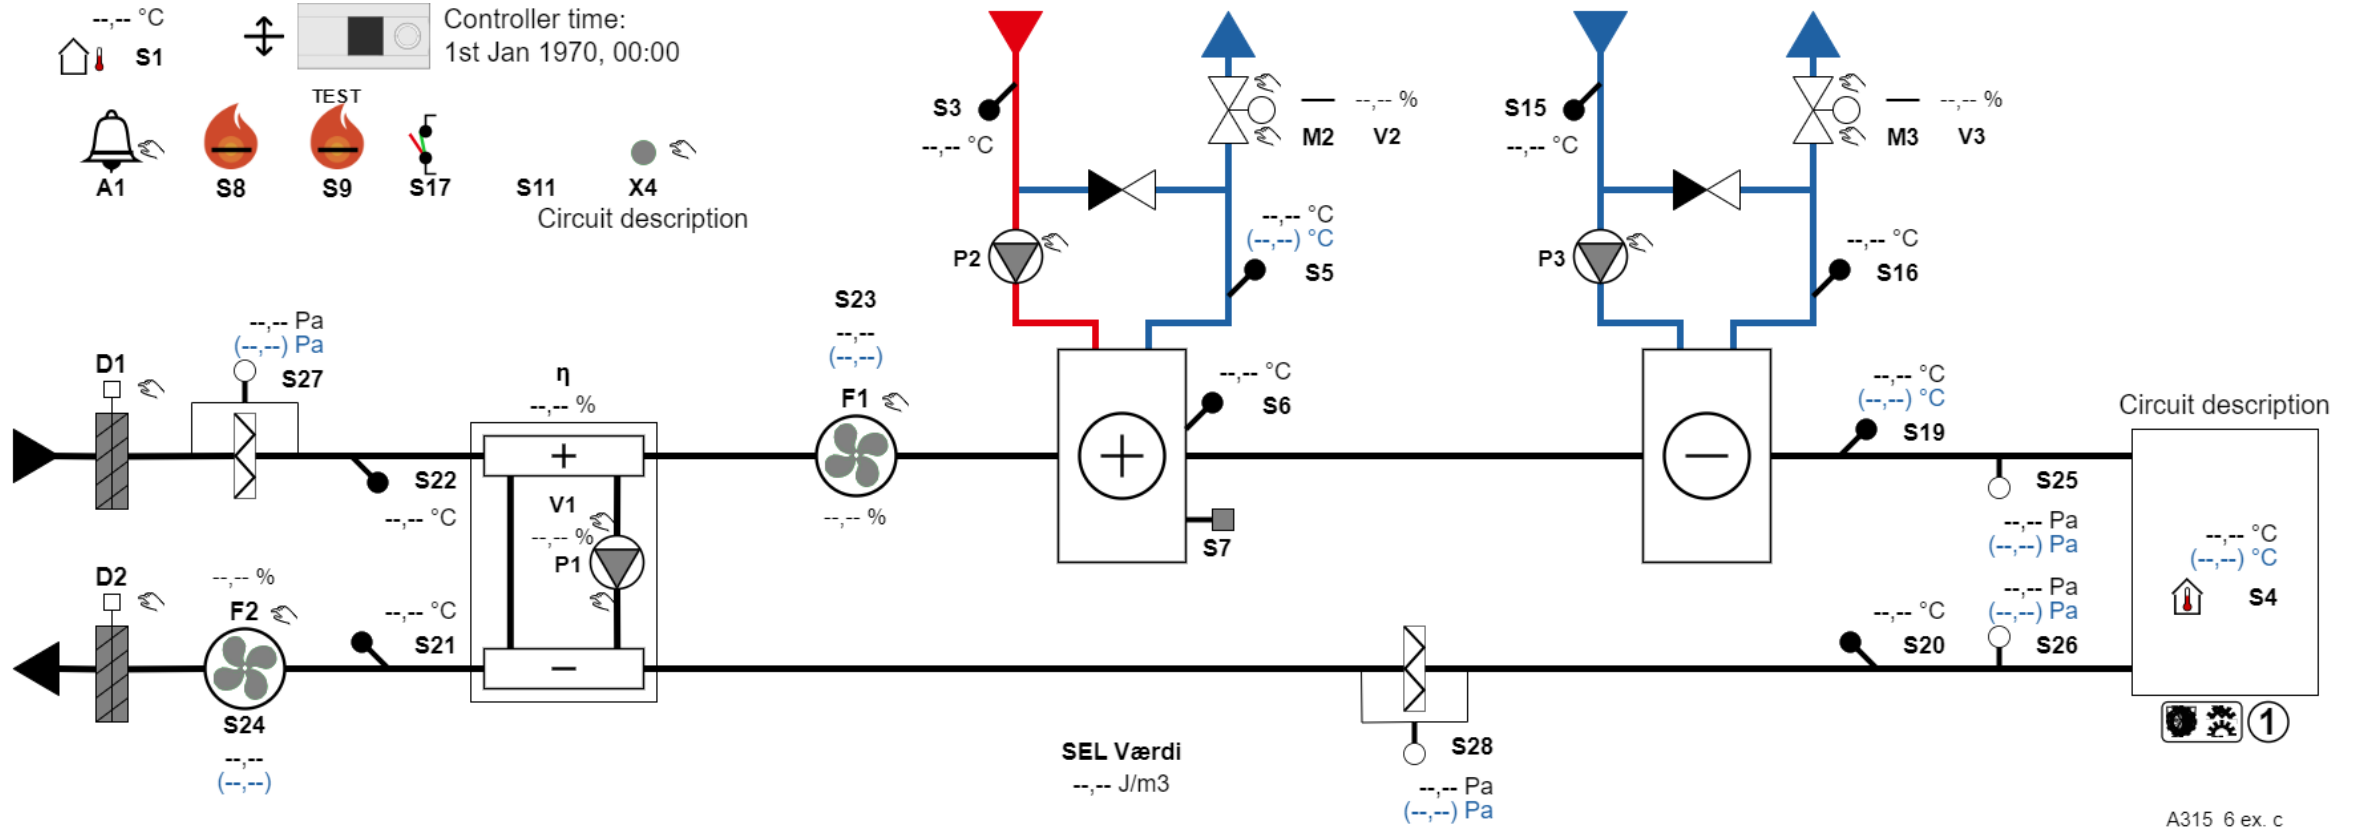 --,-- °C
S1
Controller time:
1st Jan 1970, 00:00
A1
S8
TEST
S9
S17
S11
X4
Circuit description
S3
--,-- °C
M2
--,-- %
V2
P2
--,-- °C
(--,--) °C
S5
S15
--,-- °C
M3
--,-- %
V3
P3
--,-- °C
S16
D1
--,-- Pa
(--,--) Pa
S27
S22
--,-- °C
η
--,-- %
V1
--,-- %
P1
S23
--,--
(--,--)
F1
--,-- %
--,-- °C
S6
S7
--,-- °C
(--,--) °C
S19
S25
--,-- Pa
(--,--) Pa
Circuit description
--,-- °C
(--,--) °C
S4
D2
--,-- %
F2
S24
--,--
(--,--)
--,-- °C
S21
SEL Værdi
--,-- J/m3
S28
--,-- Pa
(--,--) Pa
--,-- °C
S20
--,-- Pa
(--,--) Pa
S26
1
A315 6 ex. c